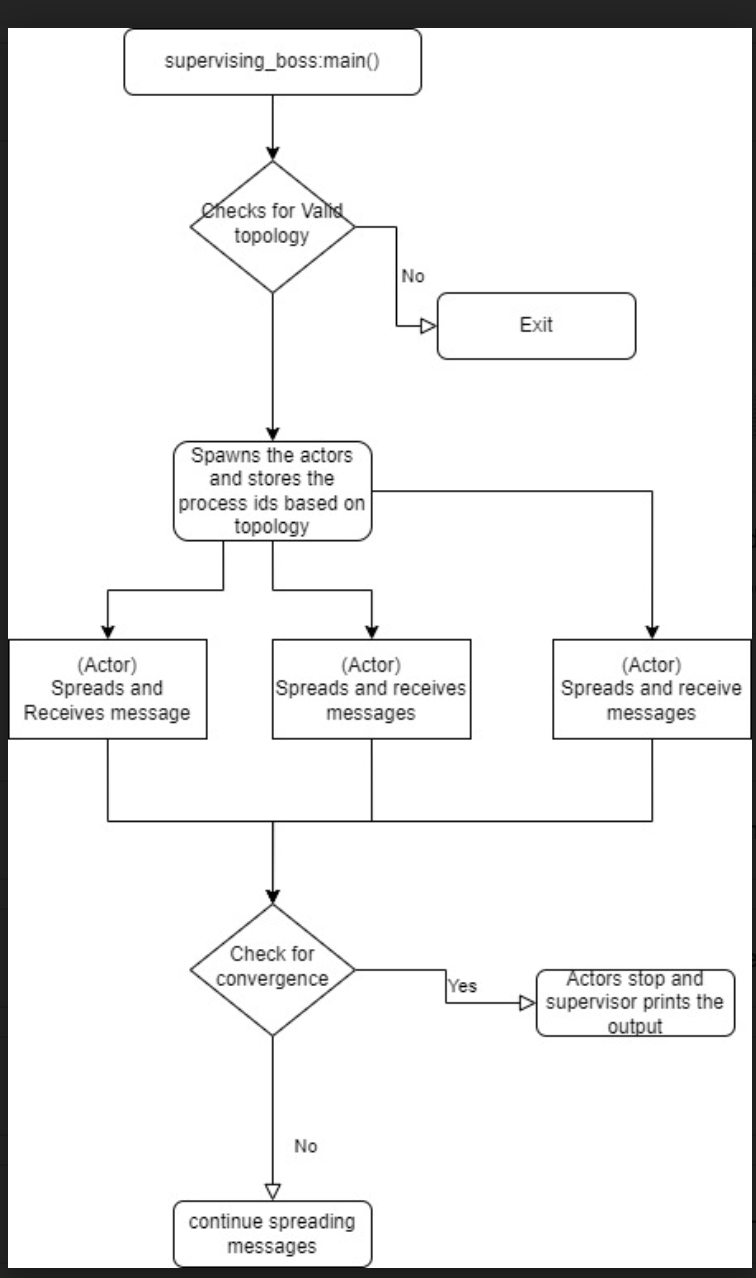 supervising_boss:main()
Checks for Valid
topology
No
Exit
Spawns the actors
and stores the
process ids based on
topology
(Actor)
Spreads and
Receives message
(Actor)
Spreads and receives
messages
(Actor)
Spreads and receive
messages
Check for
convergence
Yes
Actors stop and
supervisor prints the
output
No
continue spreading
messages